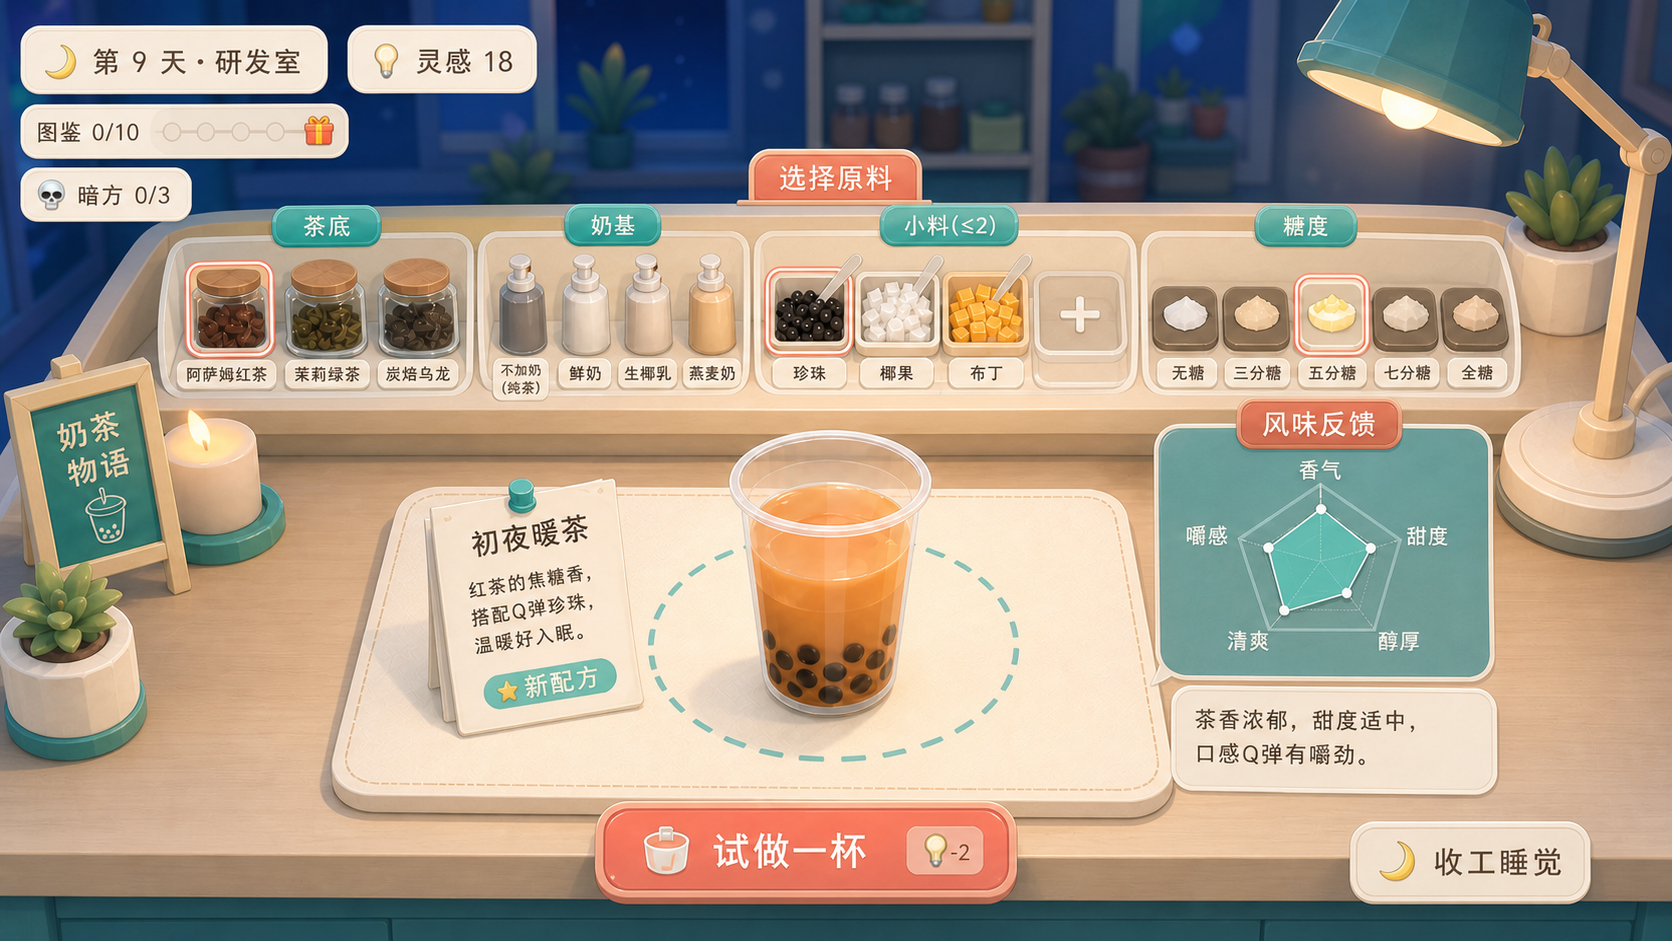 第 9 天·研发室
灵感 18
图鉴 0/10
暗方 0/3
选择原料
茶底
奶基
小料(≤2)
糖度
阿萨姆红茶
茉莉绿茶
炭焙乌龙
不加奶
(纯茶)
鲜奶
生椰乳
燕麦奶
珍珠
椰果
布丁
无糖
三分糖
五分糖
七分糖
全糖
奶茶
物语
初夜暖茶
红茶的焦糖香，
搭配Q弹珍珠，
温暖好入眠。
新配方
风味反馈
香气
嚼感
甜度
清爽
醇厚
茶香浓郁，甜度适中，
口感Q弹有嚼劲。
试做一杯
-2
收工睡觉